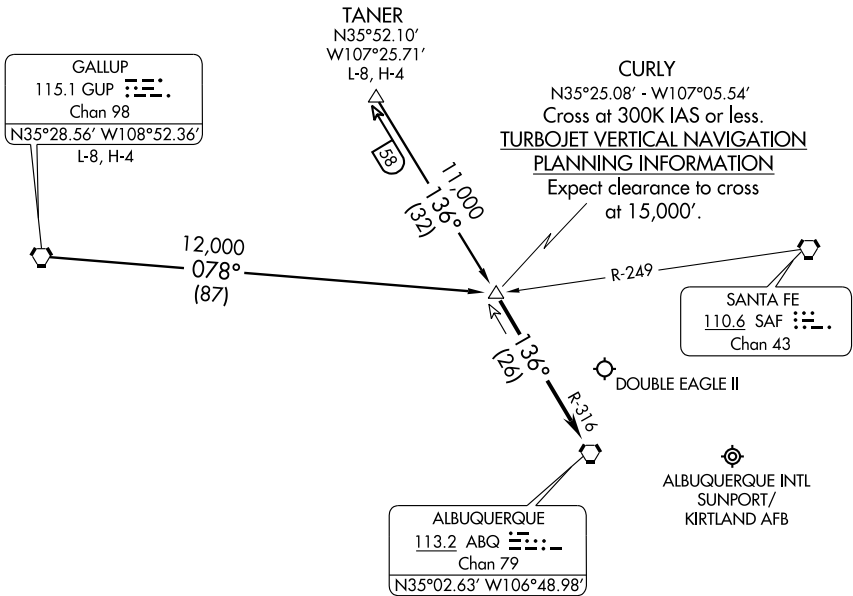 TANER
N35°52.10’
W107°25.71’
L-8, H-4
GALLUP
115.1 GUP
Chan 98
N35°28.56’ W108°52.36’
L-8, H-4
CURLY
N35°25.08’ - W107°05.54’
Cross at 300K IAS or less.
TURBOJET VERTICAL NAVIGATION
PLANNING INFORMATION
Expect clearance to cross
at 15,000’.
58
11,000
136°
(32)
12,000
078°
(87)
R-249
SANTA FE
110.6 SAF
Chan 43
136°
(26)
R-316
DOUBLE EAGLE II
ALBUQUERQUE INTL
SUNPORT/
KIRTLAND AFB
ALBUQUERQUE
113.2 ABQ
Chan 79
N35°02.63’ W106°48.98’